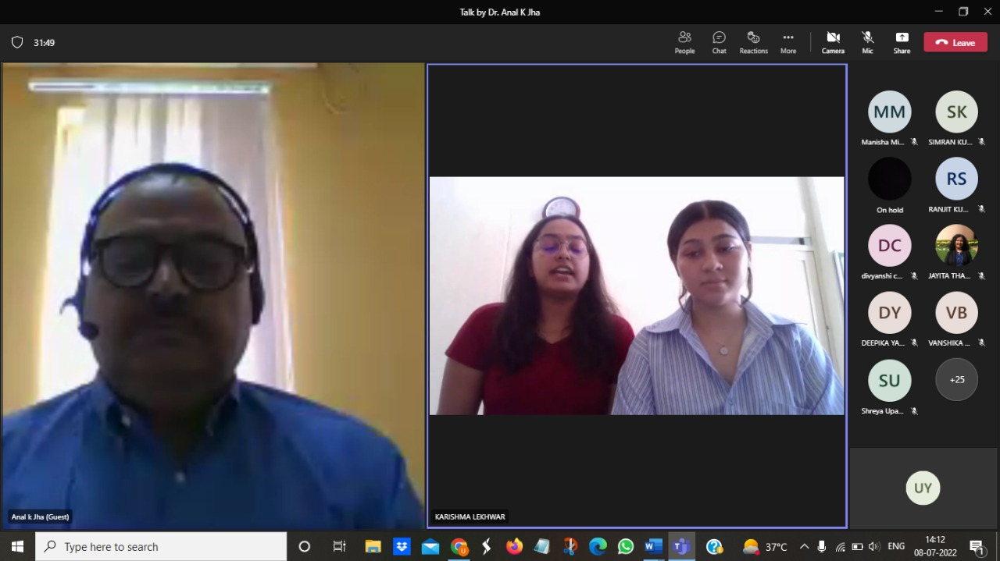 Talk by Dr. Anal K Jha
31:49
People
Chat
Reactions
More
Camera
Mic
Share
Leave
MM
SK
Manisha Mi...
SIMRAN KU...
RS
On hold
RANJIT KU...
DC
divyanshi c...
JAYITA THA...
DY
VB
DEEPIKA YA...
VANSHIKA ...
SU
+25
Shreya Upa...
UY
Anal k Jha (Guest)
KARISHMA LEKHWAR
Type here to search
37°C
ENG
14:12
08-07-2022
1